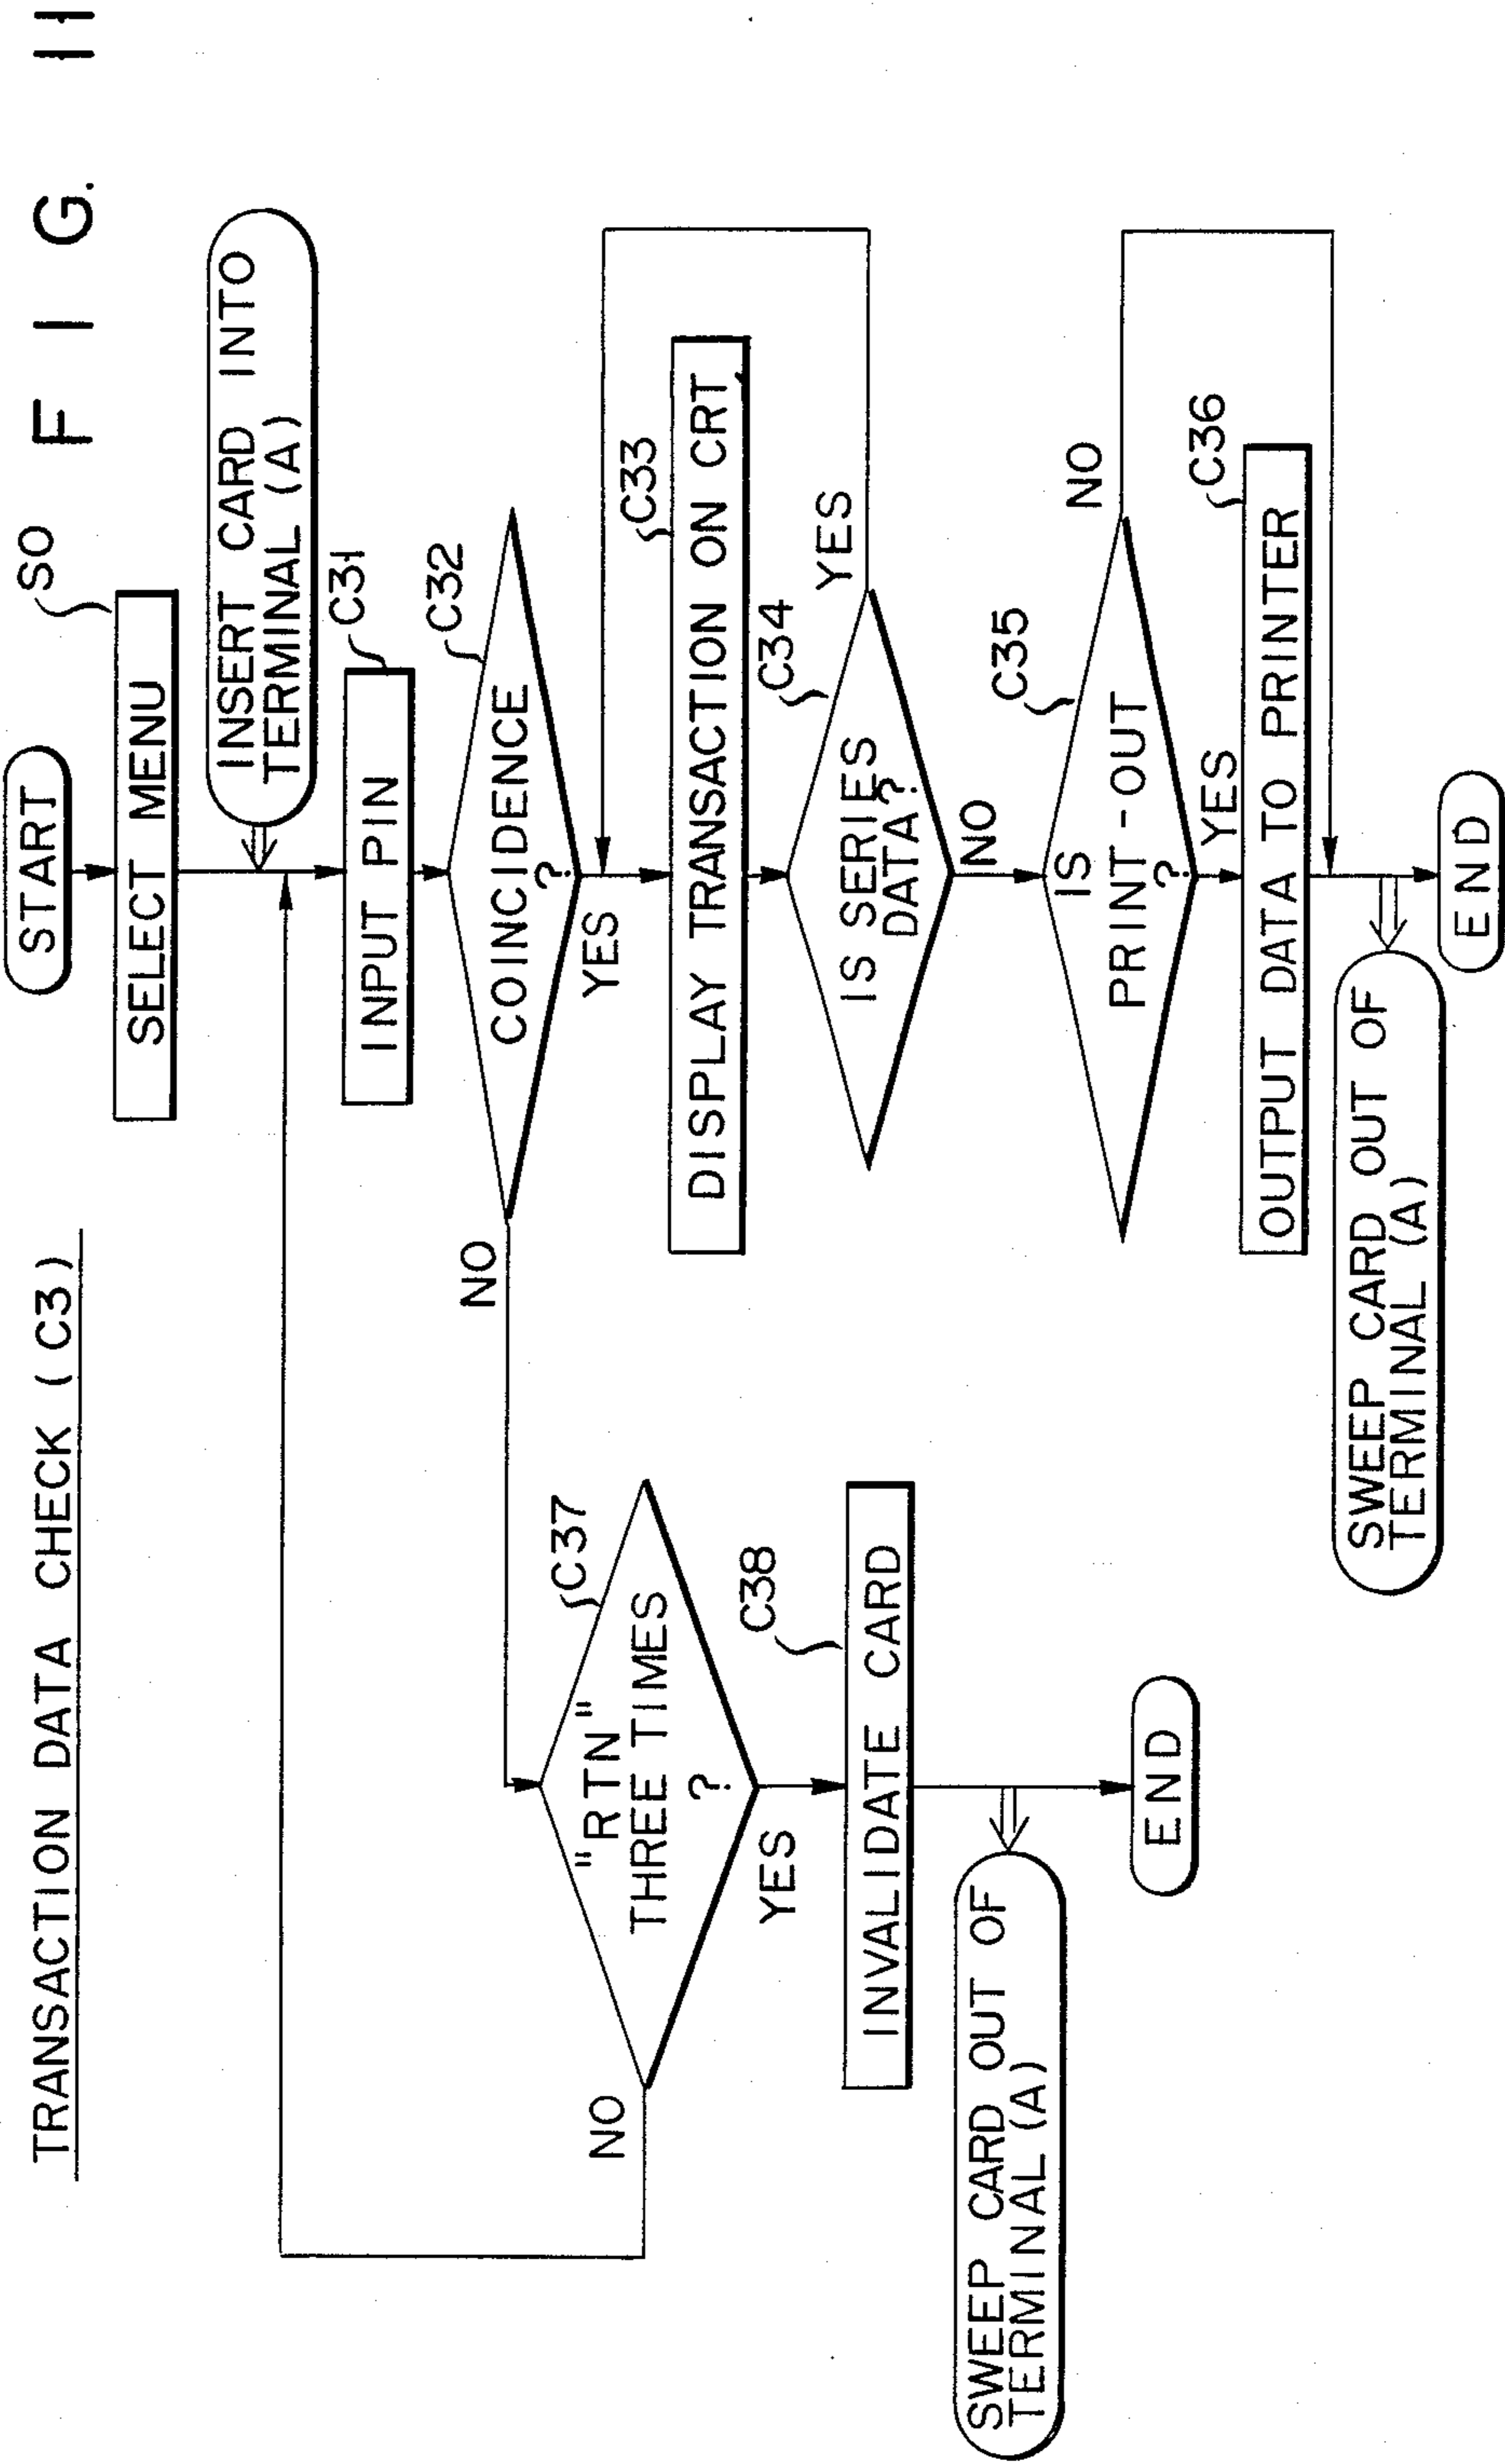 FIG. 11
TRANSACTION DATA CHECK (C3)
START
S0
SELECT MENU
INSERT CARD INTO
TERMINAL (A)
C31
INPUT PIN
C32
COINCIDENCE
?
NO
YES
C33
DISPLAY TRANSACTION ON CRT
C34
IS SERIES
DATA?
YES
NO
C35
IS
PRINT-OUT
?
NO
YES
C36
OUTPUT DATA TO PRINTER
SWEEP CARD OUT OF
TERMINAL (A)
END
C37
"RTN"
THREE TIMES
?
NO
YES
C38
INVALIDATE CARD
SWEEP CARD OUT OF
TERMINAL (A)
END